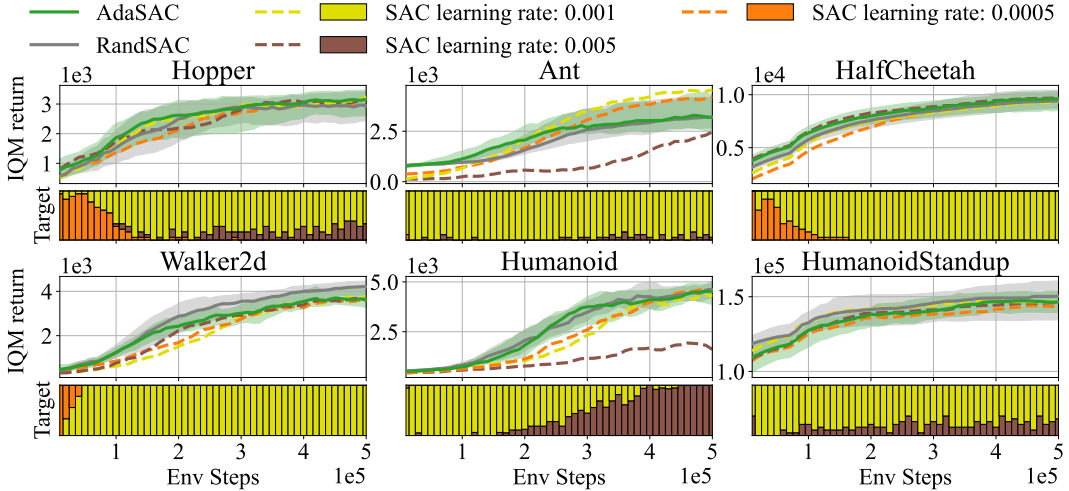 AdaSAC SAC learning rate: 0.001 SAC learning rate: 0.0005
RandSAC SAC learning rate: 0.005
1e3 Hopper 1e3 Ant 1e4 HalfCheetah
IQM return
3
2
1
2.5
0.0
1.0
0.5
Target
1e3 Walker2d 1e3 Humanoid 1e5 HumanoidStandup
IQM return
4
2
5.0
2.5
1.5
1.0
Target
1 2 3 4 5 1 2 3 4 5 1 2 3 4 5
Env Steps 1e5 Env Steps 1e5 Env Steps 1e5